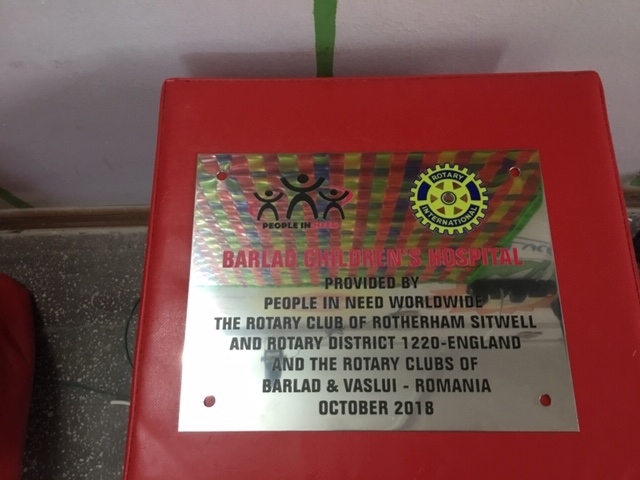 PEOPLE IN NEED
ROTARY
INTERNATIONAL
BARLAD CHILDREN'S HOSPITAL
PROVIDED BY
PEOPLE IN NEED WORLDWIDE
THE ROTARY CLUB OF ROTHERHAM SITWELL
AND ROTARY DISTRICT 1220-ENGLAND
AND THE ROTARY CLUBS OF
BARLAD & VASLUI - ROMANIA
OCTOBER 2018